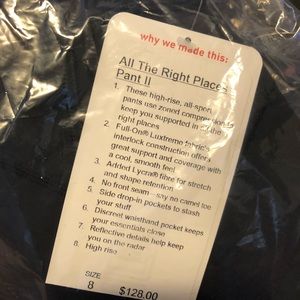 why we made this:
All The Right Places
Pant II
1. These high-rise, all-sport
pants use zoned compression to
keep you supported in all the
right places
2. Full-On® Luxtreme fabric's
interlock construction offers
great support and coverage with
a cool, smooth feel
3. Added Lycra® fibre for stretch
and shape retention
4. No front seam—say no camel toe
5. Side drop-in pockets to stash
your stuff
6. Discreet waistband pocket keeps
your essentials close
7. Reflective details help keep
you on the radar
8. High rise
SIZE
8 $128.00